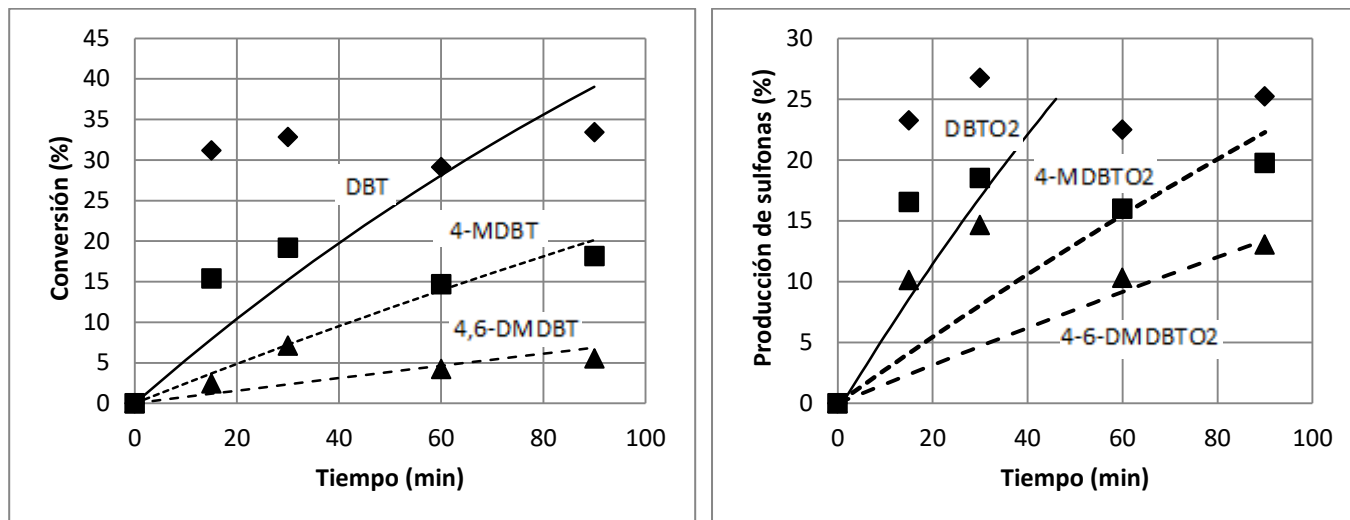 45
40
35
30
25
20
15
10
5
0
Conversión (%)
DBT
4-MDBT
4,6-DMDBT
0 20 40 60 80 100
Tiempo (min)
30
25
20
15
10
5
0
Producción de sulfonas (%)
DBTO2
4-MDBTO2
4-6-DMDBTO2
0 20 40 60 80 100
Tiempo (min)